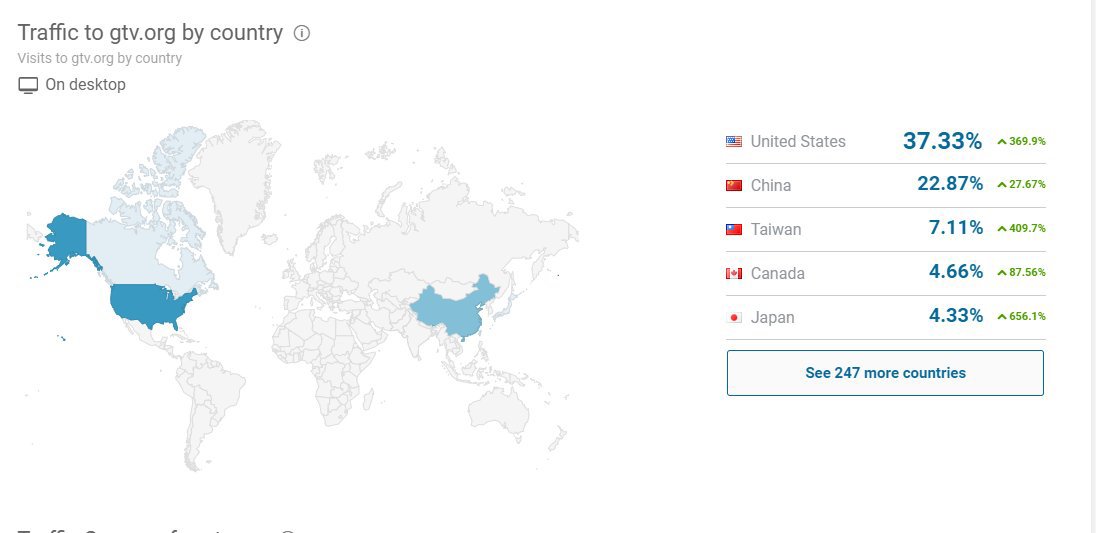 Traffic to gtv.org by country
Visits to gtv.org by country
On desktop
United States 37.33% 369.9%
China 22.87% 27.67%
Taiwan 7.11% 409.7%
Canada 4.66% 87.56%
Japan 4.33% 656.1%
See 247 more countries